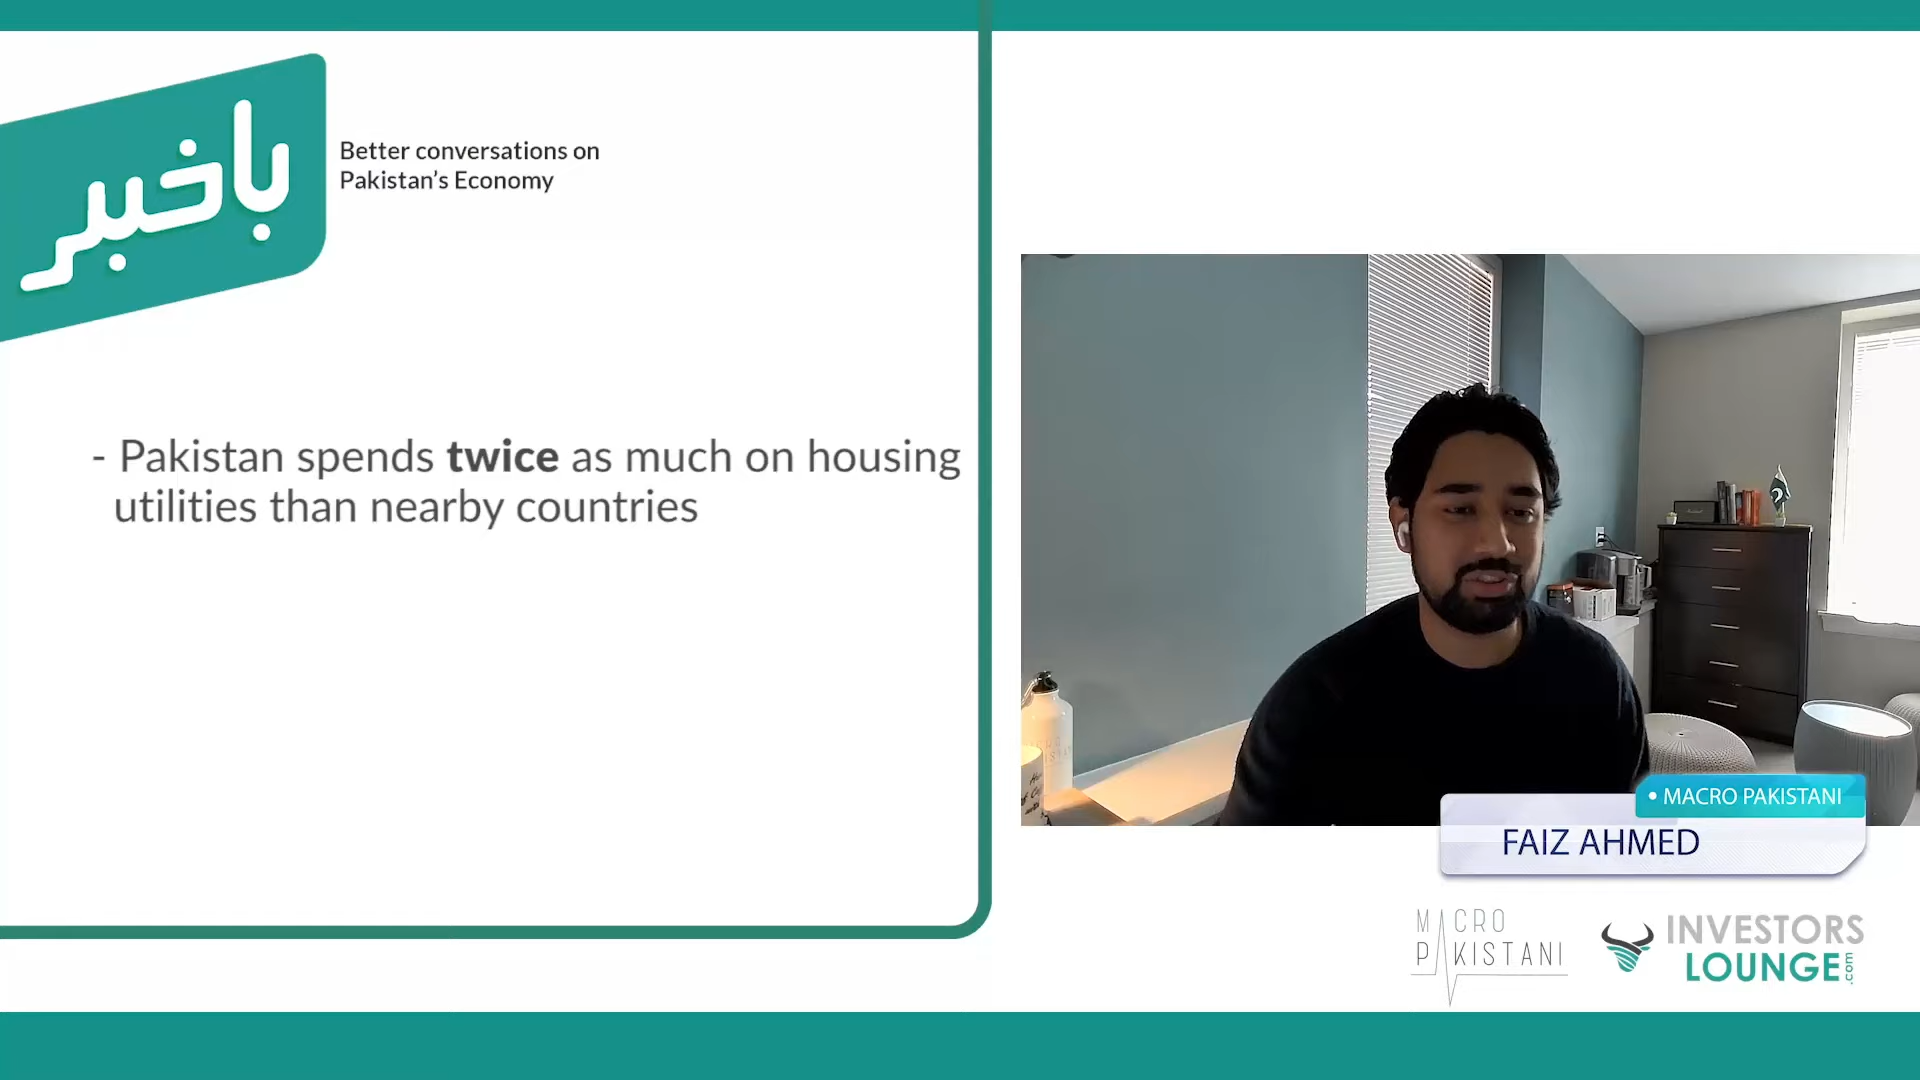 باخبر
Better conversations on
Pakistan's Economy
- Pakistan spends twice as much on housing
utilities than nearby countries
• MACRO PAKISTANI
FAIZ AHMED
MACRO
PAKISTANI
INVESTORS
LOUNGE.com